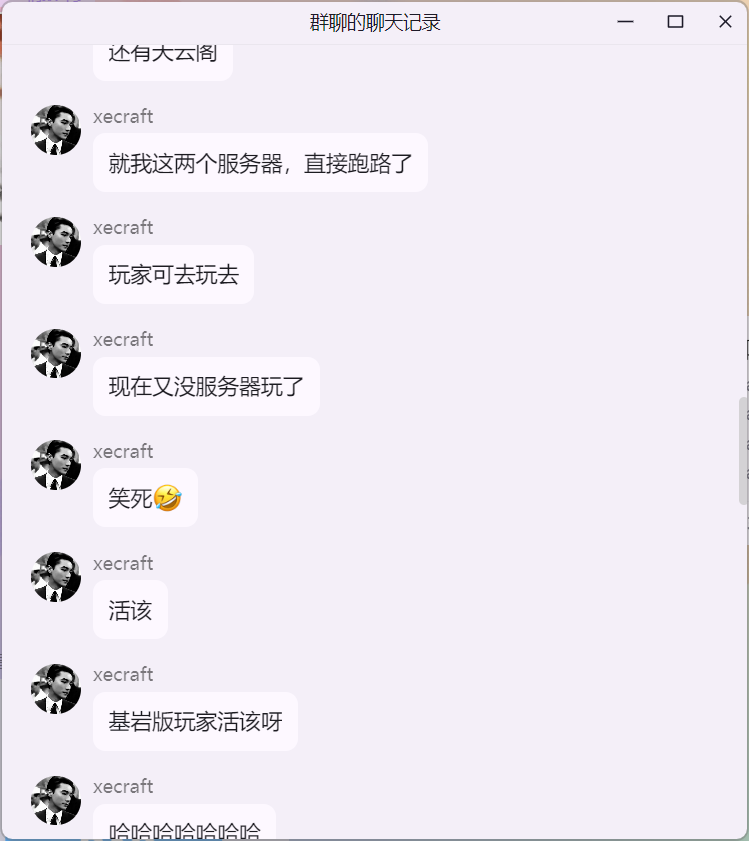 群聊的聊天记录
还有天云阁
xecraft
就我这两个服务器，直接跑路了
xecraft
玩家可去玩去
xecraft
现在又没服务器玩了
xecraft
笑死🤣
xecraft
活该
xecraft
基岩版玩家活该呀
xecraft
哈哈哈哈哈哈哈